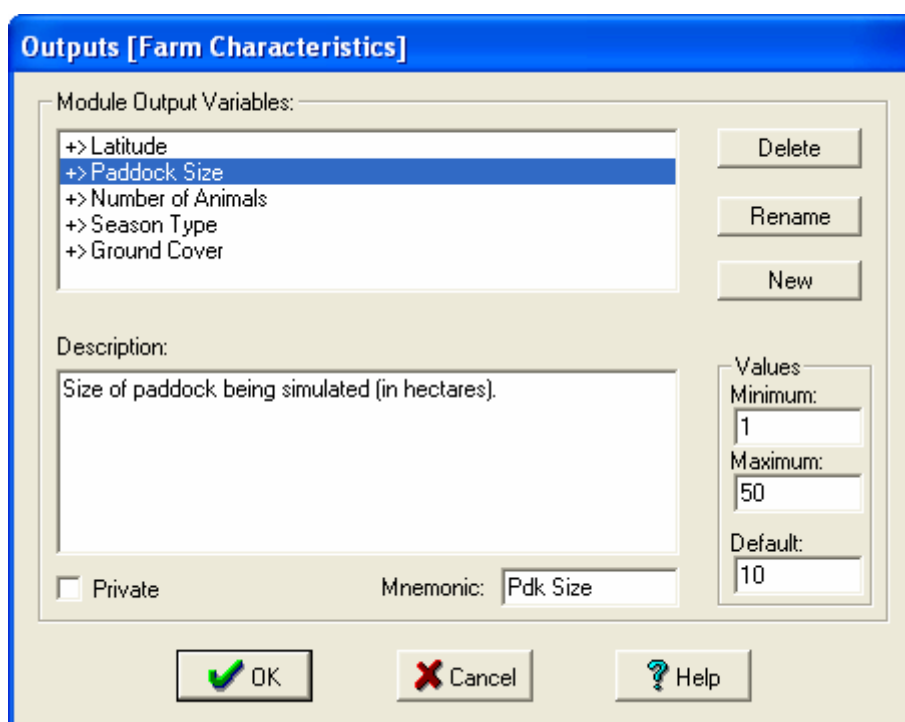 Outputs [Farm Characteristics]
Module Output Variables:
+> Latitude
+> Paddock Size
+> Number of Animals
+> Season Type
+> Ground Cover
Delete
Rename
New
Description:
Size of paddock being simulated (in hectares).
Values
Minimum:
1
Maximum:
50
Default:
10
Private
Mnemonic: Pdk Size
OK
Cancel
Help